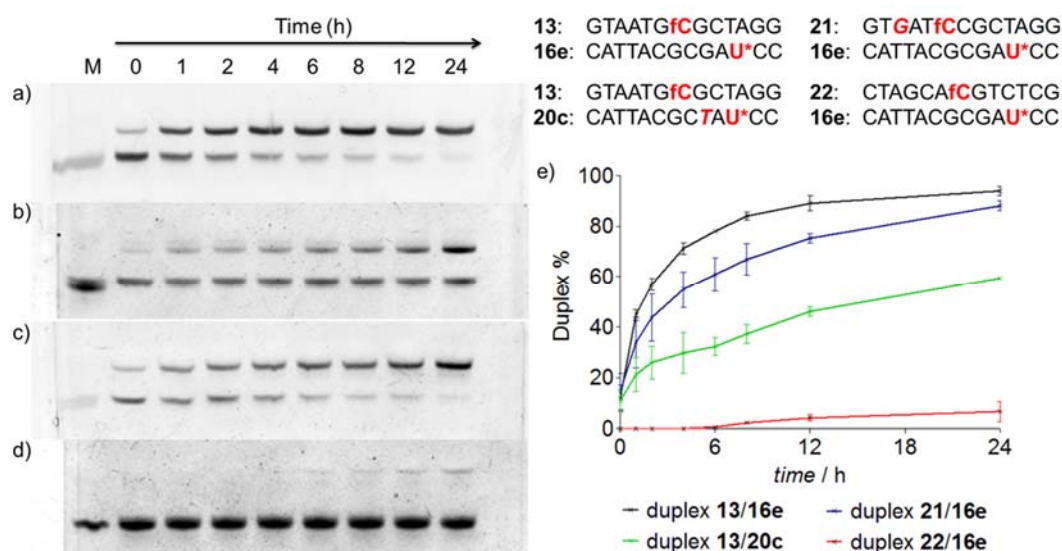 Time (h)
M 0 1 2 4 6 8 12 24
a)
b)
c)
d)
13: GTAATGfCGCTAGG
16e: CATTACGCGAU*CC
21: GTGATfCCGCTAGG
16e: CATTACGCGAU*CC
13: GTAATGfCGCTAGG
20c: CATTACGCTAU*CC
22: CTAGCAfCGTCTCG
16e: CATTACGCGAU*CC
e)
100
80
60
40
20
0
Duplex %
0 6 12 18 24
time / h
duplex 13/16e
duplex 21/16e
duplex 13/20c
duplex 22/16e